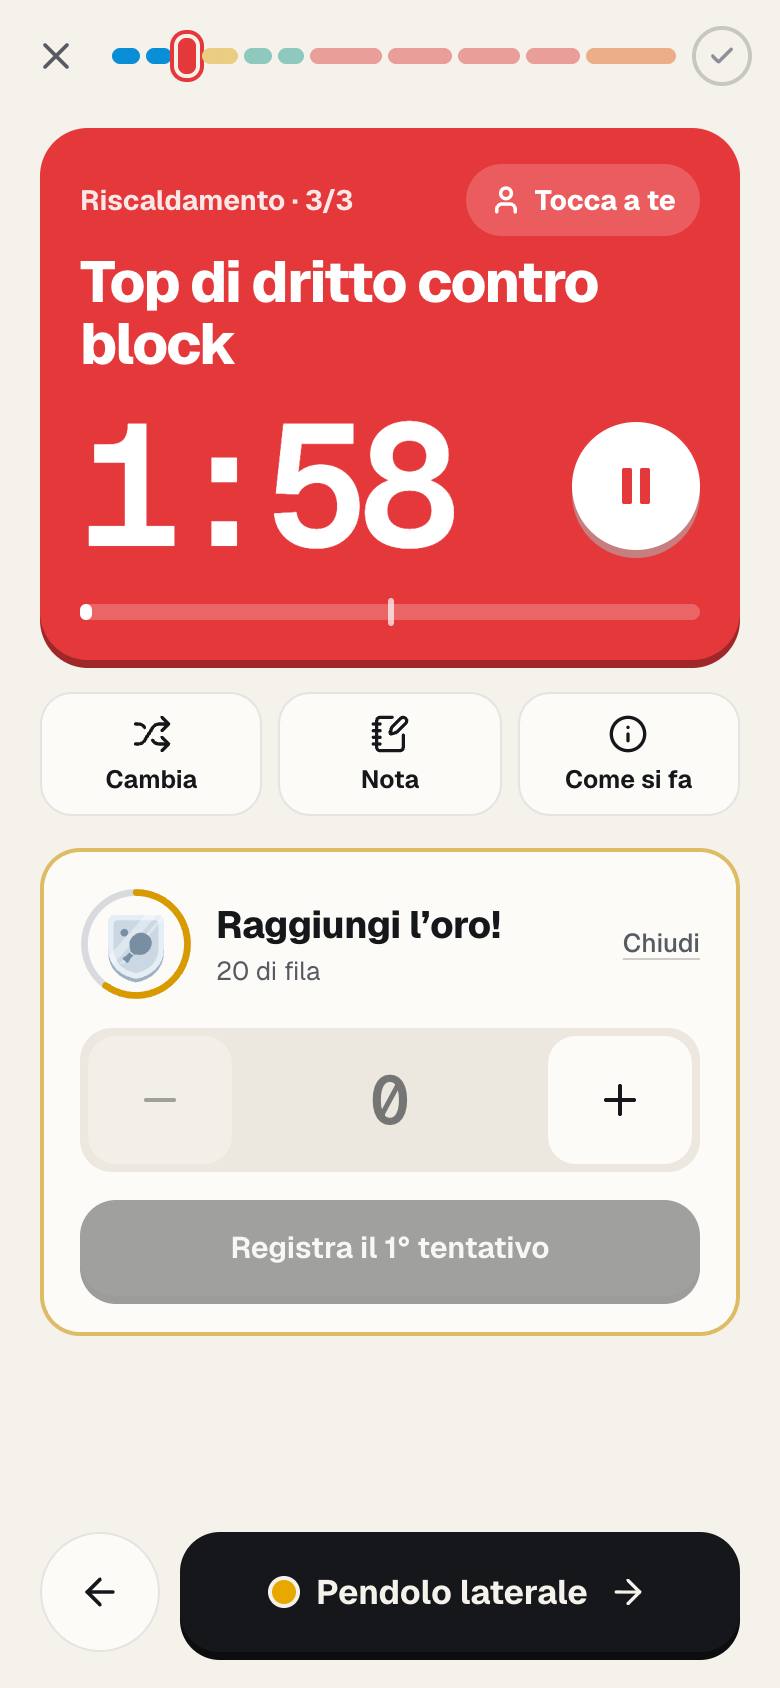 Riscaldamento · 3/3
Tocca a te
Top di dritto contro
block
1:58
Cambia
Nota
Come si fa
Raggiungi l’oro!
20 di fila
Chiudi
0
Registra il 1° tentativo
Pendolo laterale